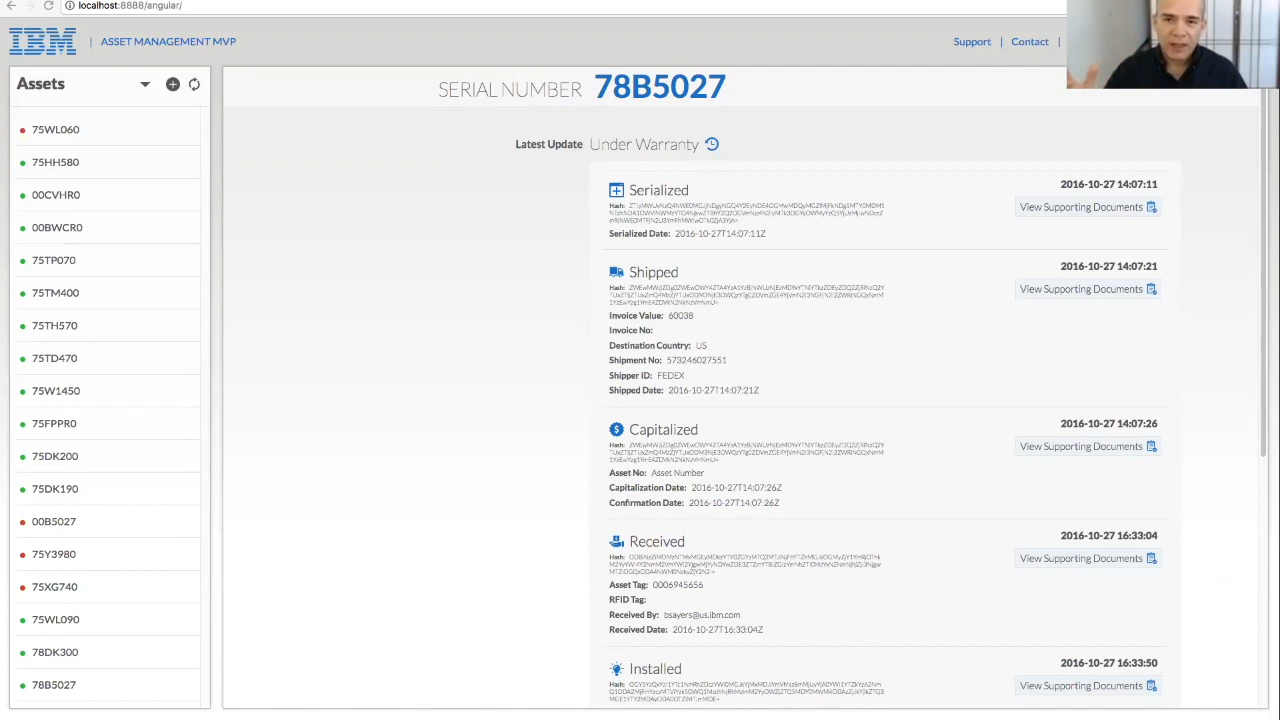 localhost:8888/angular/
IBM | ASSET MANAGEMENT MVP
Support | Contact |
Assets
75WL060
75HH580
00CVHR0
00BWCR0
75TP070
75TM400
75TH570
75TD470
75W1450
75FPPR0
75DK200
75DK190
00B5027
75Y3980
75XG740
75WL090
78DK300
78B5027
SERIAL NUMBER 78B5027
Latest Update Under Warranty
Serialized
2016-10-27 14:07:11
View Supporting Documents
Hash:
Serialized Date: 2016-10-27T14:07:11Z
Shipped
2016-10-27 14:07:21
View Supporting Documents
Hash:
Invoice Value: 60038
Invoice No:
Destination Country: US
Shipment No: 573246027551
Shipper ID: FEDEX
Shipped Date: 2016-10-27T14:07:21Z
Capitalized
2016-10-27 14:07:26
View Supporting Documents
Hash:
Asset No: Asset Number
Capitalization Date: 2016-10-27T14:07:26Z
Confirmation Date: 2016-10-27T14:07:26Z
Received
2016-10-27 16:33:04
View Supporting Documents
Hash:
Asset Tag: 0006945656
RFID Tag:
Received By: bsayers@us.ibm.com
Received Date: 2016-10-27T16:33:04Z
Installed
2016-10-27 16:33:50
View Supporting Documents
Hash: